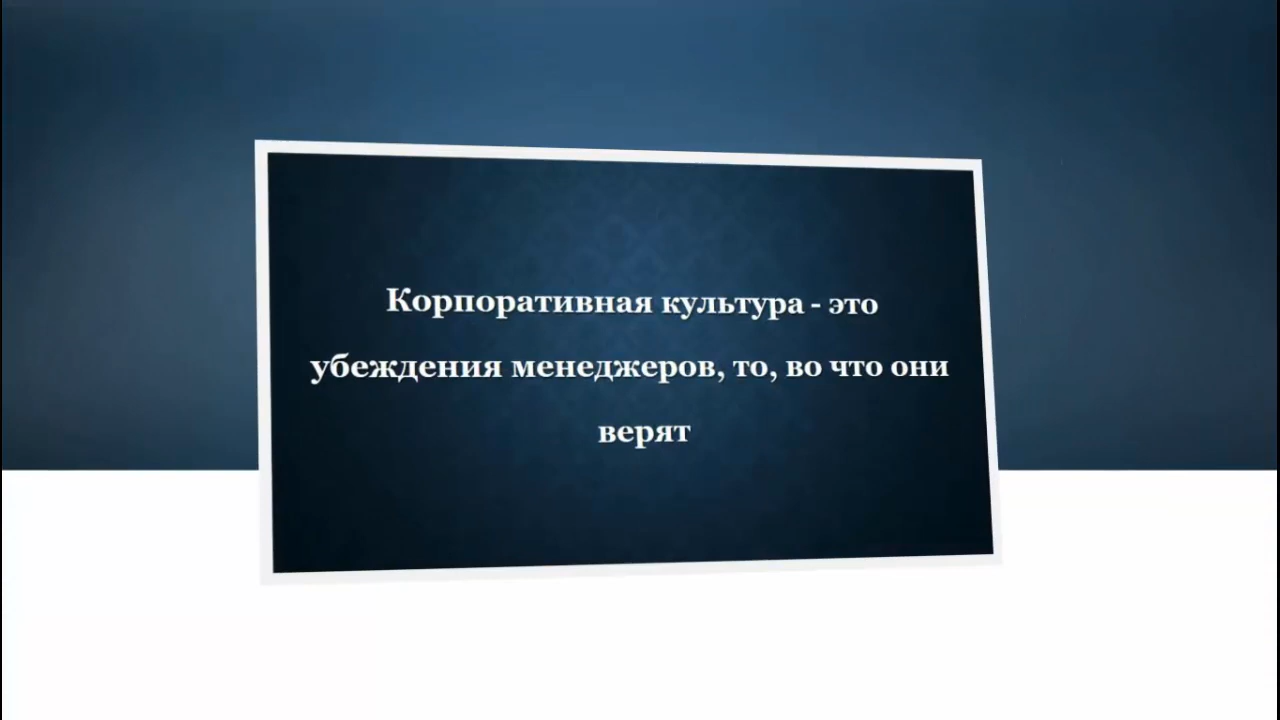 Корпоративная культура - это
убеждения менеджеров, то, во что они
верят